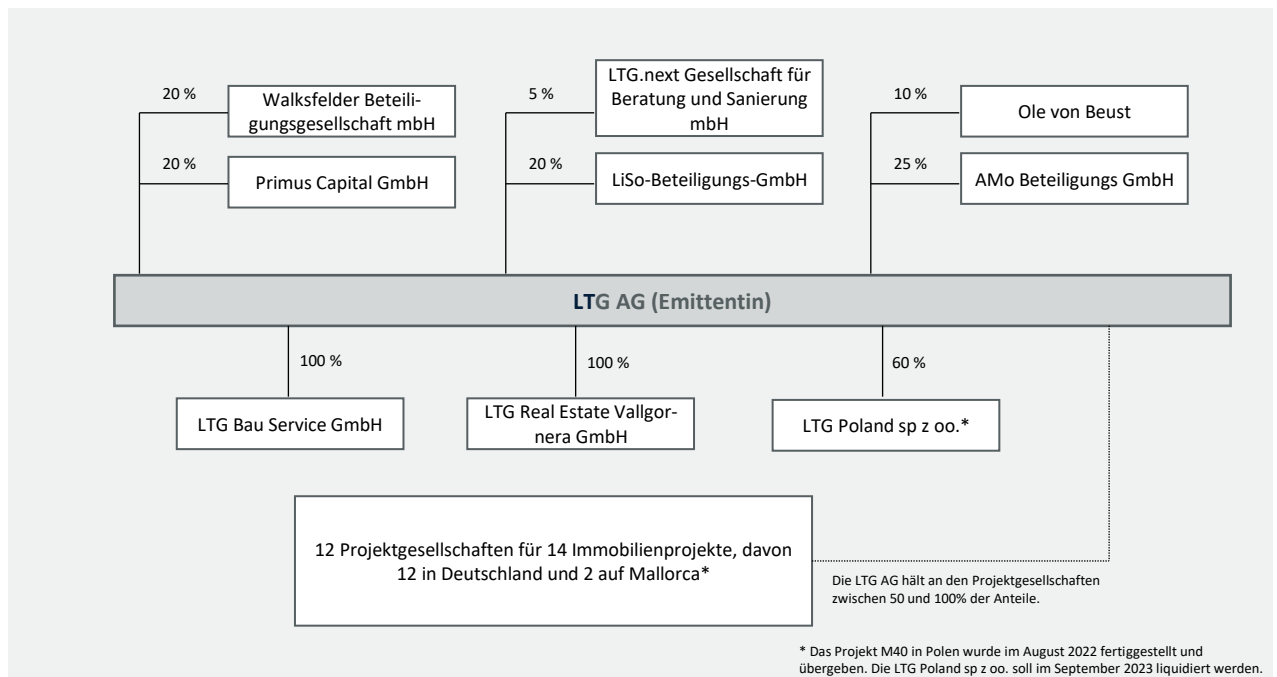 20 %
Walksfelder Beteili-
gungsgesellschaft mbH
20 %
Primus Capital GmbH
5 %
LTG.next Gesellschaft für
Beratung und Sanierung
mbH
20 %
LiSo-Beteiligungs-GmbH
10 %
Ole von Beust
25 %
AMo Beteiligungs GmbH
LTG AG (Emittentin)
100 %
LTG Bau Service GmbH
100 %
LTG Real Estate Vallgor-
nera GmbH
60 %
LTG Poland sp z oo.*
12 Projektgesellschaften für 14 Immobilienprojekte, davon
12 in Deutschland und 2 auf Mallorca*
Die LTG AG hält an den Projektgesellschaften
zwischen 50 und 100% der Anteile.
* Das Projekt M40 in Polen wurde im August 2022 fertiggestellt und
übergeben. Die LTG Poland sp z oo. soll im September 2023 liquidiert werden.